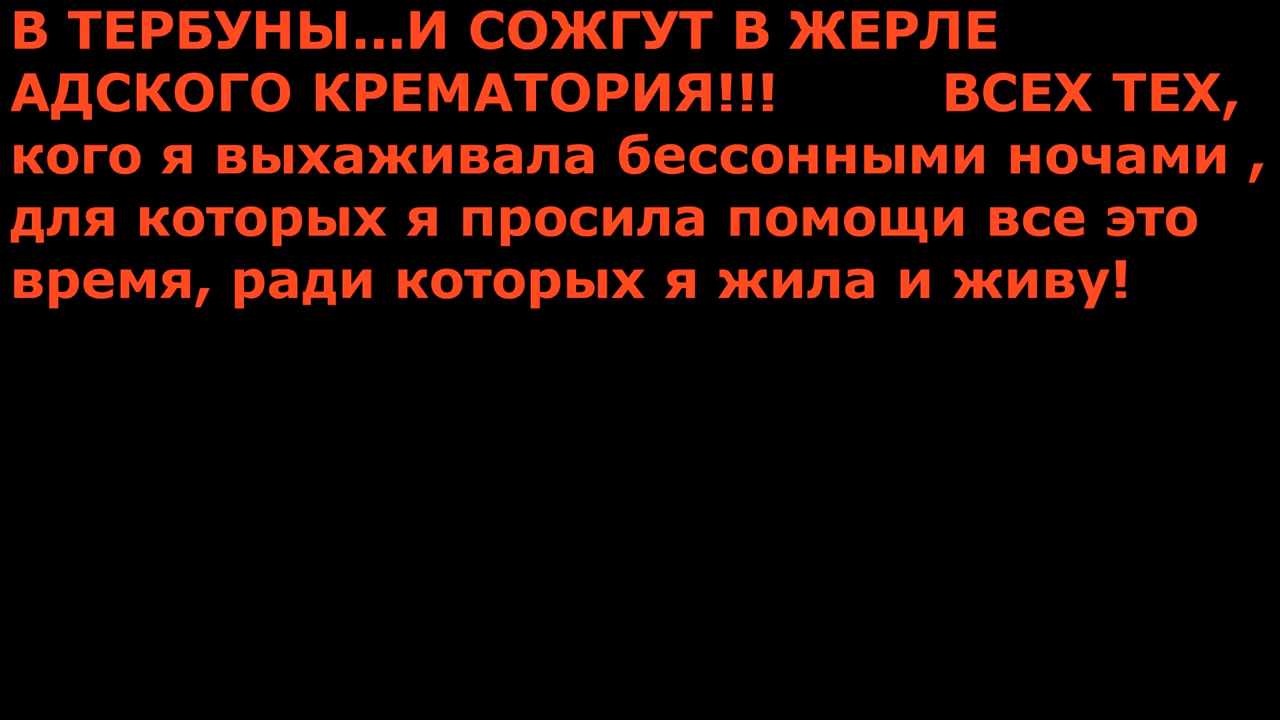 В ТЕРБУНЫ...И СОЖГУТ В ЖЕРЛЕ
АДСКОГО КРЕМАТОРИЯ!!! ВСЕХ ТЕХ,
кого я выхаживала бессонными ночами ,
для которых я просила помощи все это
время, ради которых я жила и живу!